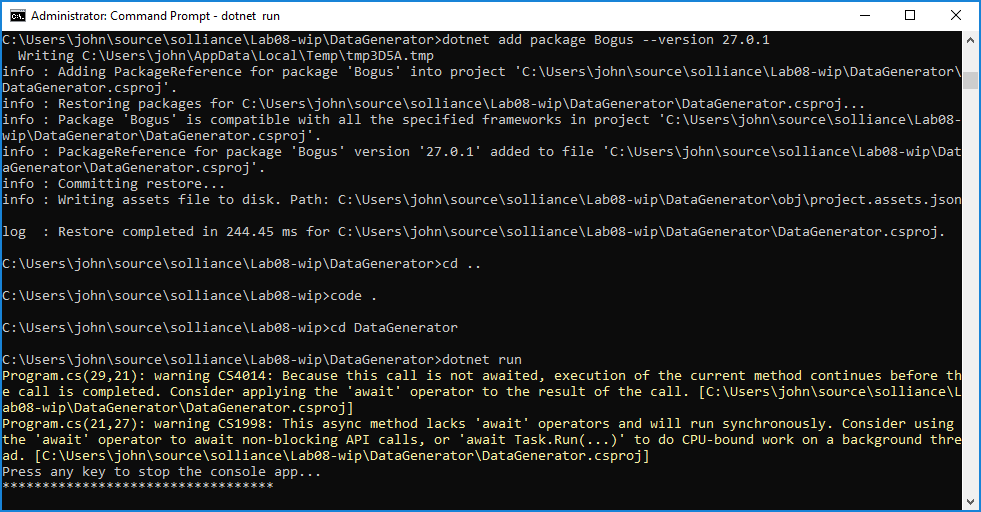 Administrator: Command Prompt - dotnet run
C:\Users\john\source\solliance\Lab08-wip\DataGenerator>dotnet add package Bogus --version 27.0.1
  Writing C:\Users\john\AppData\Local\Temp\tmp3D5A.tmp
info : Adding PackageReference for package 'Bogus' into project 'C:\Users\john\source\solliance\Lab08-wip\DataGenerator\
DataGenerator.csproj'.
info : Restoring packages for C:\Users\john\source\solliance\Lab08-wip\DataGenerator\DataGenerator.csproj...
info : Package 'Bogus' is compatible with all the specified frameworks in project 'C:\Users\john\source\solliance\Lab08-
wip\DataGenerator\DataGenerator.csproj'.
info : PackageReference for package 'Bogus' version '27.0.1' added to file 'C:\Users\john\source\solliance\Lab08-wip\Dat
aGenerator\DataGenerator.csproj'.
info : Committing restore...
info : Writing assets file to disk. Path: C:\Users\john\source\solliance\Lab08-wip\DataGenerator\obj\project.assets.json
log  : Restore completed in 244.45 ms for C:\Users\john\source\solliance\Lab08-wip\DataGenerator\DataGenerator.csproj.
C:\Users\john\source\solliance\Lab08-wip\DataGenerator>cd ..
C:\Users\john\source\solliance\Lab08-wip>code .
C:\Users\john\source\solliance\Lab08-wip>cd DataGenerator
C:\Users\john\source\solliance\Lab08-wip\DataGenerator>dotnet run
Program.cs(29,21): warning CS4014: Because this call is not awaited, execution of the current method continues before th
e call is completed. Consider applying the 'await' operator to the result of the call. [C:\Users\john\source\solliance\L
ab08-wip\DataGenerator\DataGenerator.csproj]
Program.cs(21,27): warning CS1998: This async method lacks 'await' operators and will run synchronously. Consider using
the 'await' operator to await non-blocking API calls, or 'await Task.Run(...)' to do CPU-bound work on a background thre
ad. [C:\Users\john\source\solliance\Lab08-wip\DataGenerator\DataGenerator.csproj]
Press any key to stop the console app...
**********************************